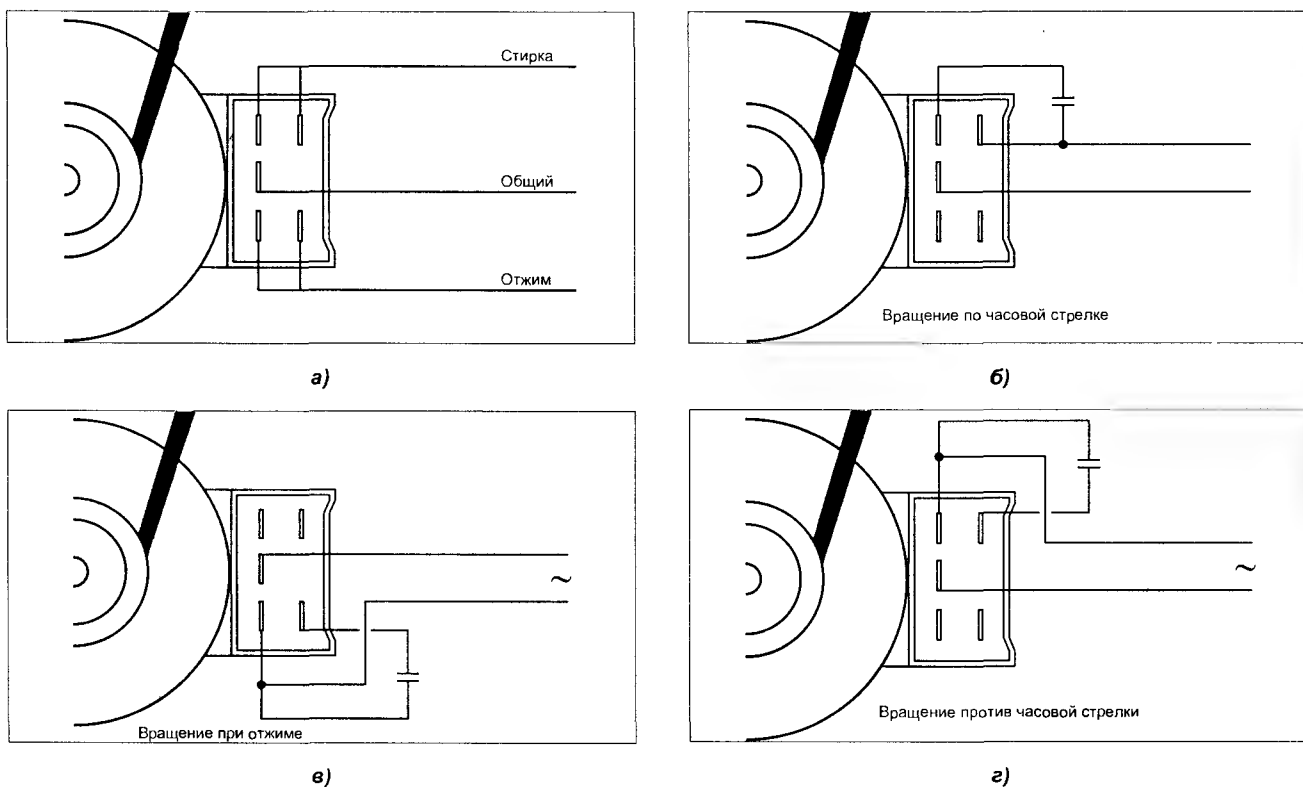 Стирка
Общий
Отжим
а)
Вращение по часовой стрелке
б)
~
Вращение при отжиме
в)
~
Вращение против часовой стрелки
г)